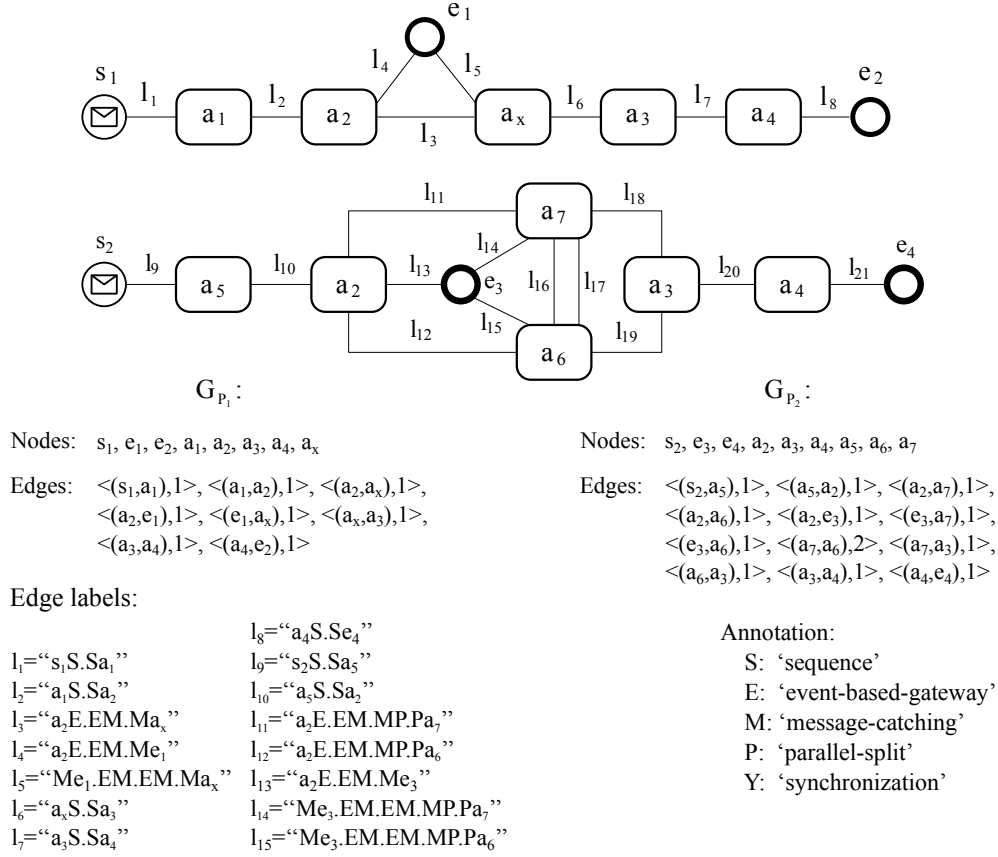 e₁
l₄ l₅
s₁ e₂
l₁ l₂ l₆ l₇ l₈
a₁ a₂ aₓ a₃ a₄
l₃
l₁₁ l₁₈
a₇
s₂ l₁₄ e₄
l₉ l₁₀ l₁₃ l₂₀ l₂₁
a₅ a₂ e₃ l₁₆ l₁₇ a₃ a₄
l₁₅
l₁₂ l₁₉
a₆
G_P₁: G_P₂:
Nodes: s₁, e₁, e₂, a₁, a₂, a₃, a₄, aₓ
Edges: <(s₁,a₁),1>, <(a₁,a₂),1>, <(a₂,aₓ),1>,
<(a₂,e₁),1>, <(e₁,aₓ),1>, <(aₓ,a₃),1>,
<(a₃,a₄),1>, <(a₄,e₂),1>
Nodes: s₂, e₃, e₄, a₂, a₃, a₄, a₅, a₆, a₇
Edges: <(s₂,a₅),1>, <(a₅,a₂),1>, <(a₂,a₇),1>,
<(a₂,a₆),1>, <(a₂,e₃),1>, <(e₃,a₇),1>,
<(e₃,a₆),1>, <(a₇,a₆),2>, <(a₇,a₃),1>,
<(a₆,a₃),1>, <(a₃,a₄),1>, <(a₄,e₄),1>
Edge labels:
l₁=“s₁S.Sa₁”
l₂=“a₁S.Sa₂”
l₃=“a₂E.EM.Maₓ”
l₄=“a₂E.EM.Me₁”
l₅=“Me₁.EM.EM.Maₓ”
l₆=“aₓS.Sa₃”
l₇=“a₃S.Sa₄”
l₈=“a₄S.Se₄”
l₉=“s₂S.Sa₅”
l₁₀=“a₅S.Sa₂”
l₁₁=“a₂E.EM.MP.Pa₇”
l₁₂=“a₂E.EM.MP.Pa₆”
l₁₃=“a₂E.EM.Me₃”
l₁₄=“Me₃.EM.EM.MP.Pa₇”
l₁₅=“Me₃.EM.EM.MP.Pa₆”
Annotation:
S: ‘sequence’
E: ‘event-based-gateway’
M: ‘message-catching’
P: ‘parallel-split’
Y: ‘synchronization’